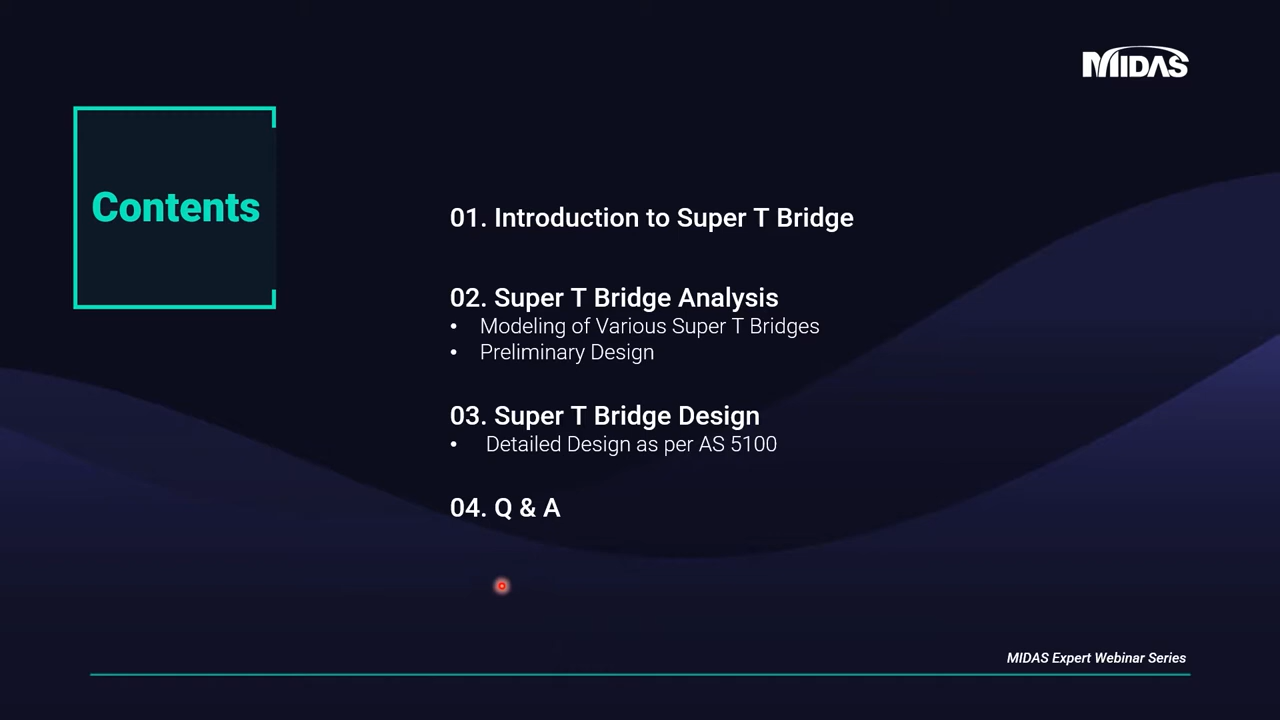 MIDAS
Contents
01. Introduction to Super T Bridge
02. Super T Bridge Analysis
• Modeling of Various Super T Bridges
• Preliminary Design
03. Super T Bridge Design
• Detailed Design as per AS 5100
04. Q & A
MIDAS Expert Webinar Series